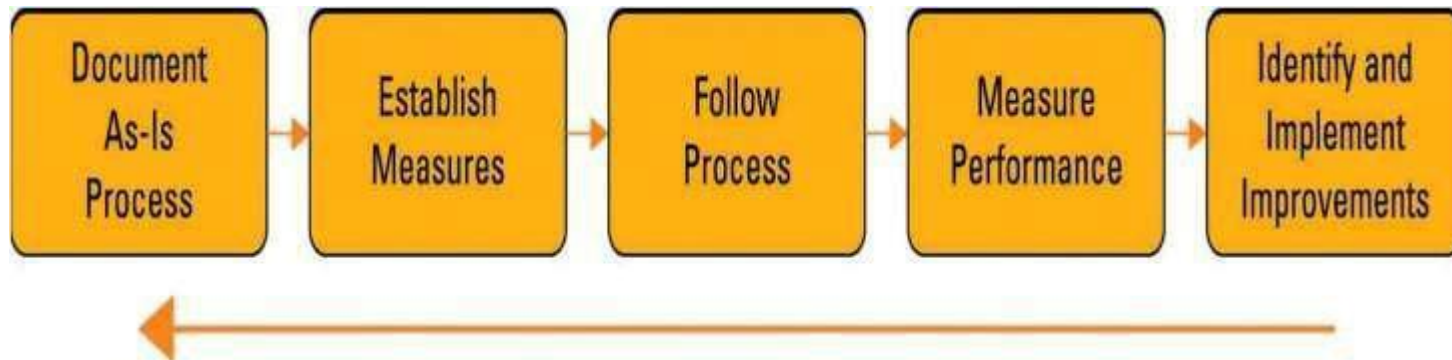 Document
As-Is
Process
Establish
Measures
Follow
Process
Measure
Performance
Identify and
Implement
Improvements